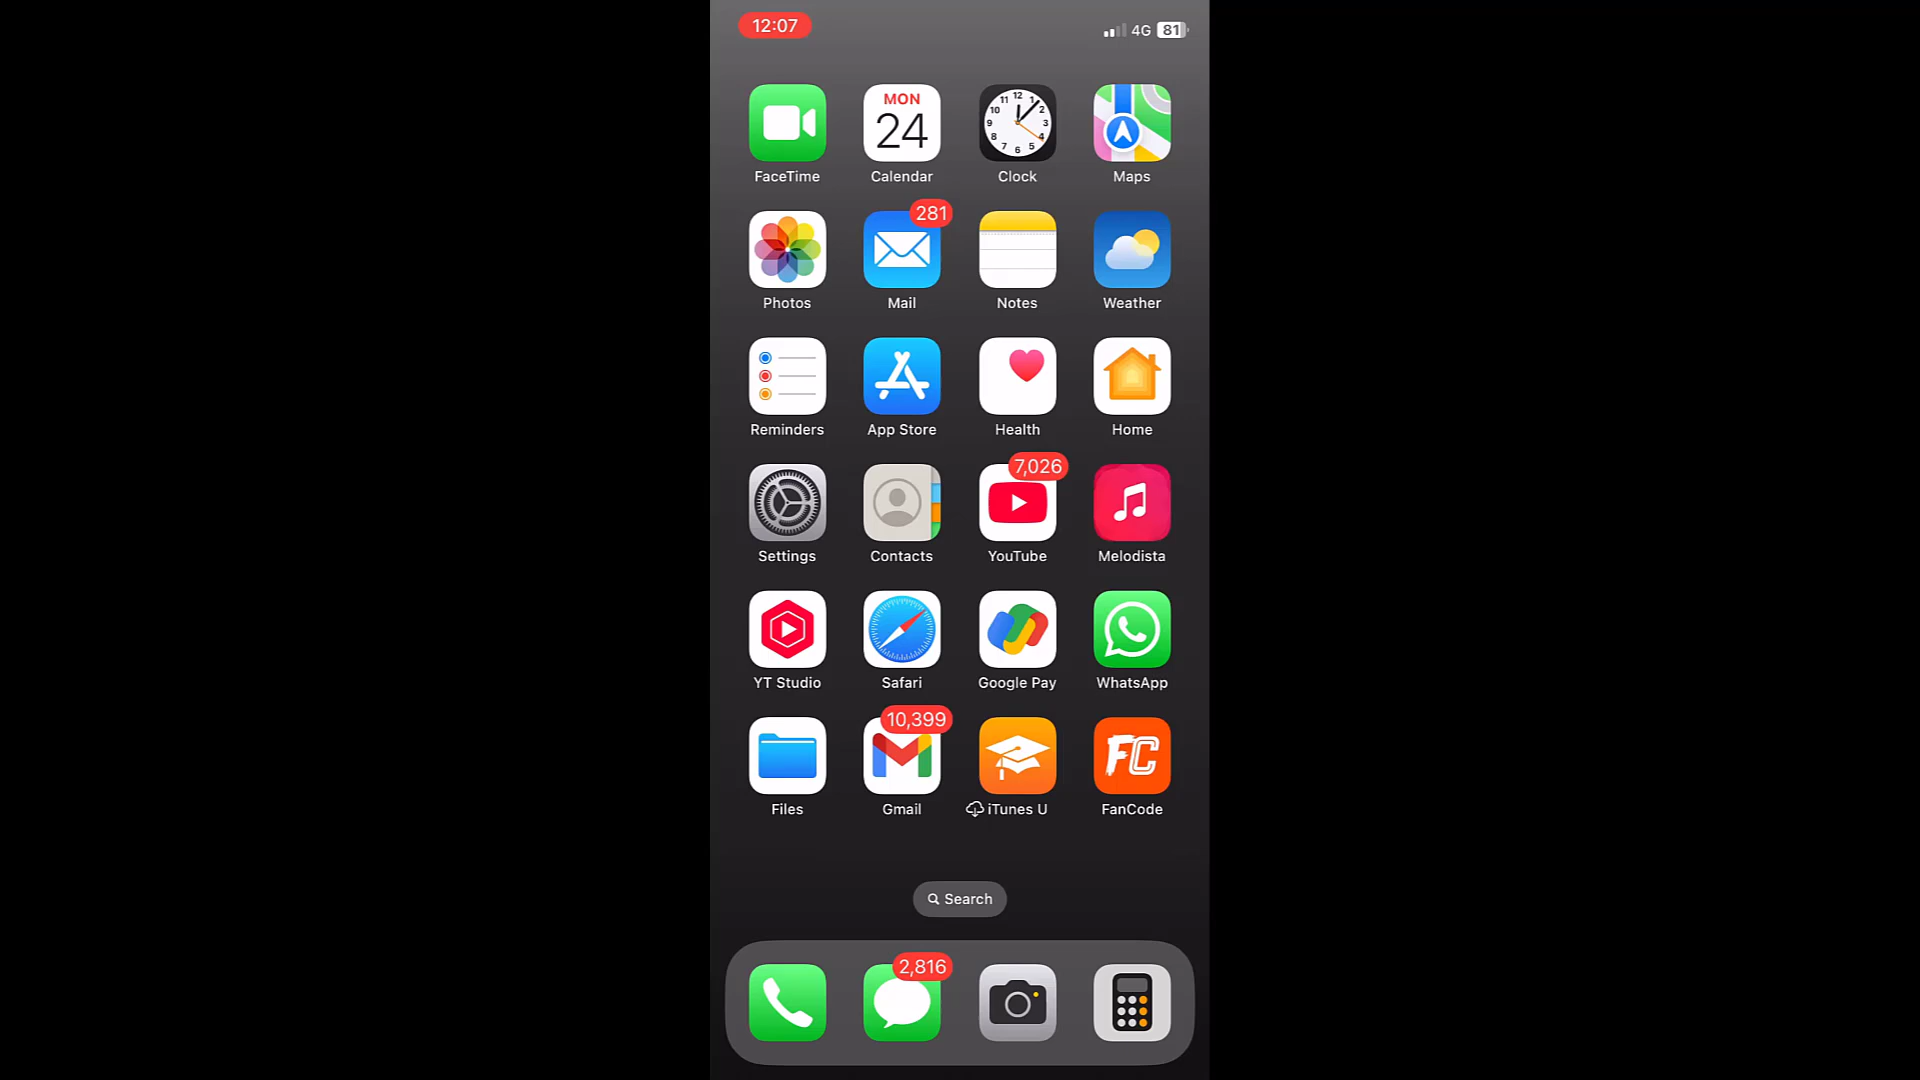 12:07
4G 81
MON
24
FaceTime Calendar Clock Maps
281
Photos Mail Notes Weather
Reminders App Store Health Home
7,026
Settings Contacts YouTube Melodista
YT Studio Safari Google Pay WhatsApp
10,399
FC
Files Gmail iTunes U FanCode
Search
2,816